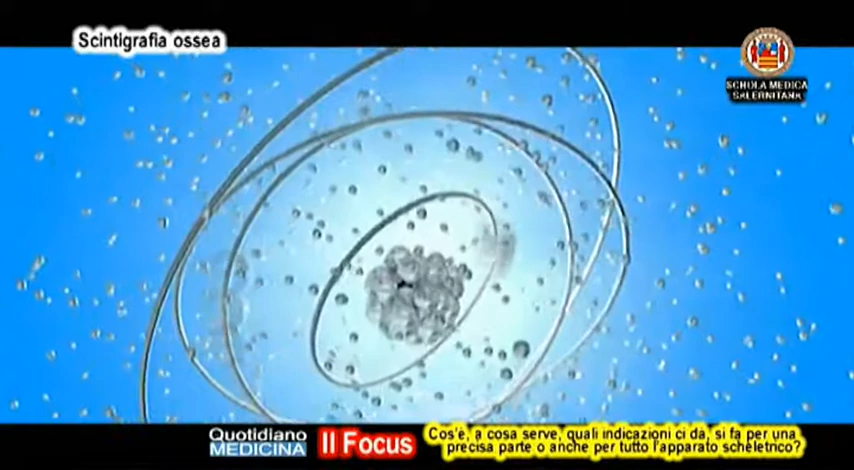 Scintigrafia ossea
SCHOLA MEDICA
SALERNITANA
Quotidiano
MEDICINA
Il Focus
Cos'è, a cosa serve, quali indicazioni ci da, si fa per una
precisa parte o anche per tutto l'apparato scheletrico?